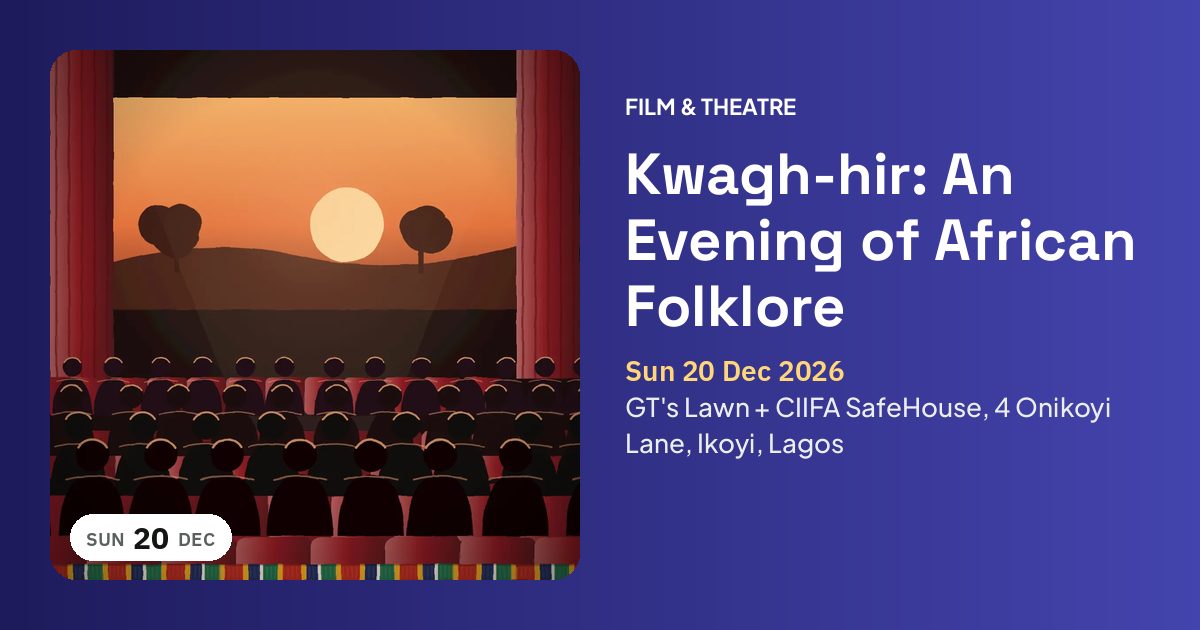 FILM & THEATRE
Kwagh-hir: An
Evening of African
Folklore
Sun 20 Dec 2026
GT's Lawn + CIIFA SafeHouse, 4 Onikoyi
Lane, Ikoyi, Lagos
SUN 20 DEC